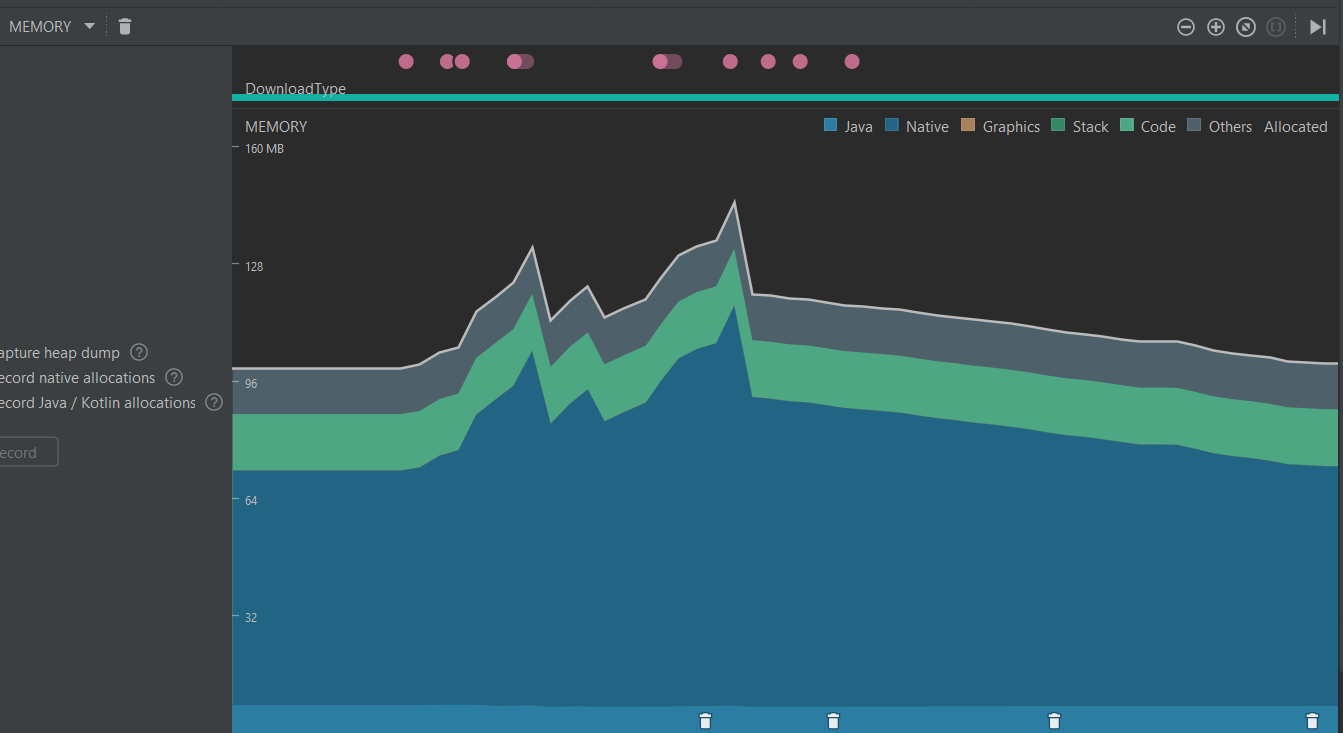 MEMORY
DownloadType
MEMORY
Java Native Graphics Stack Code Others Allocated
160 MB
128
apture heap dump ?
96
ecord native allocations ?
ecord Java / Kotlin allocations ?
ecord
64
32